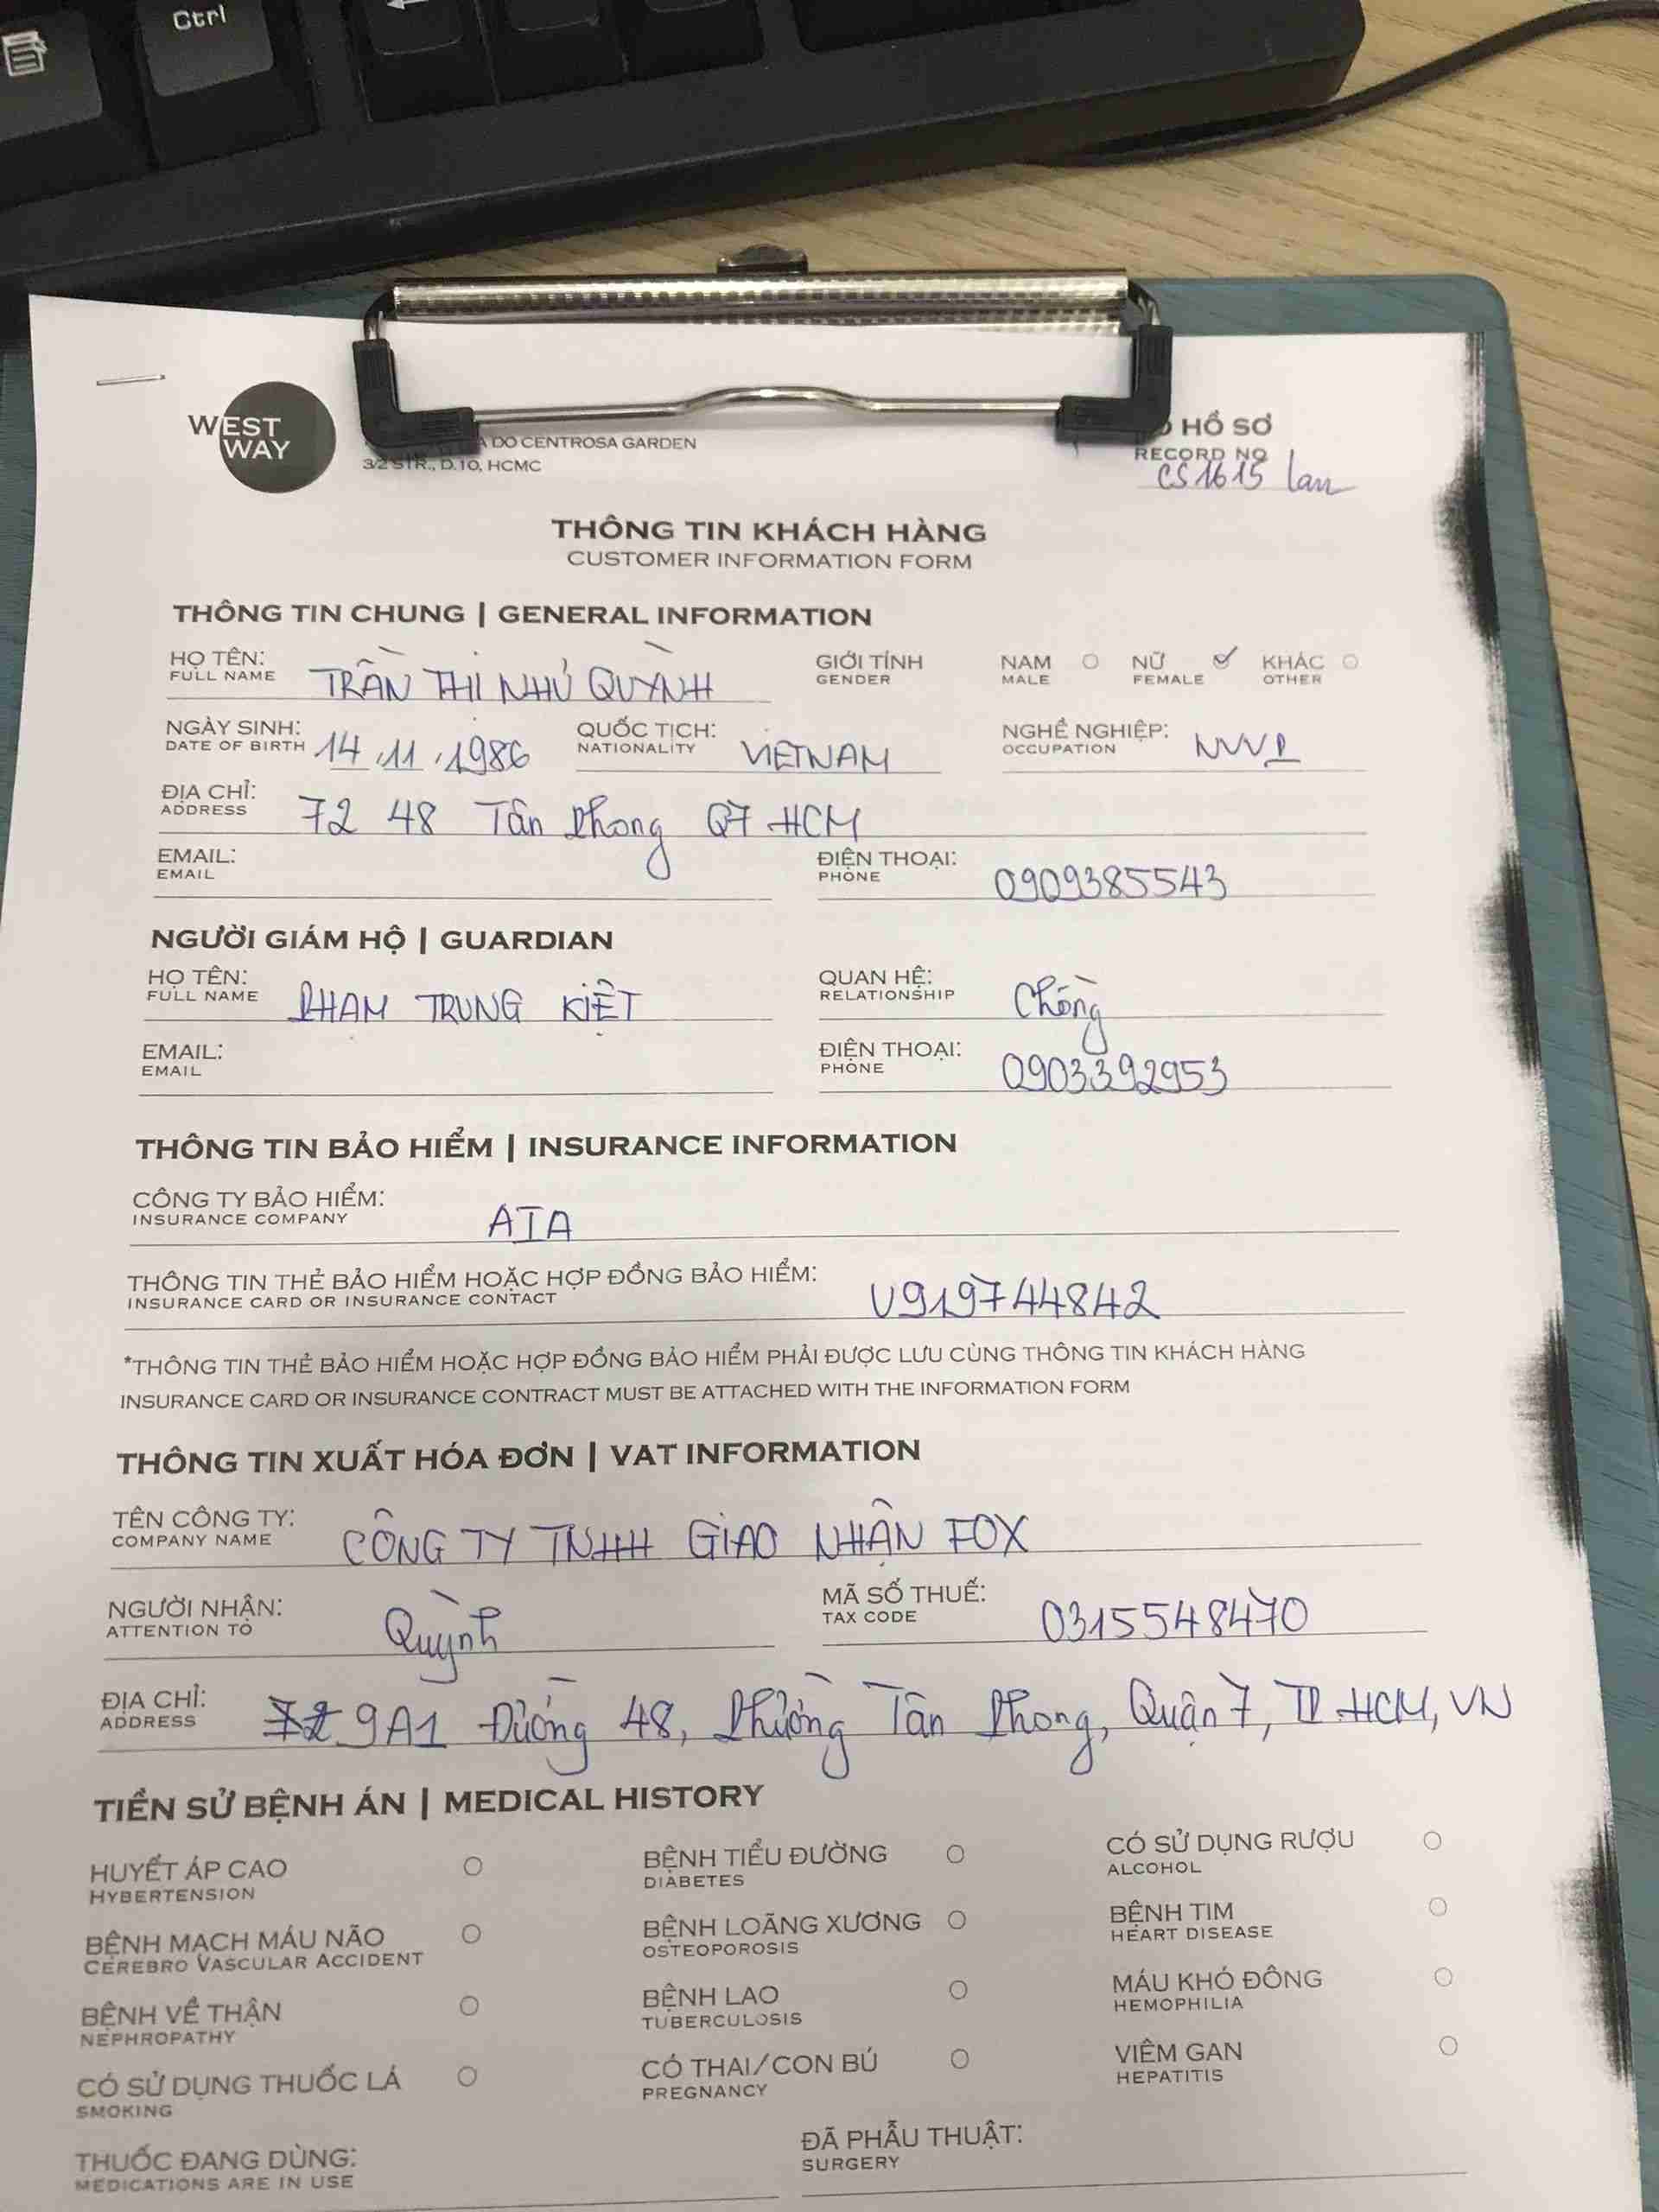 Ctrl
WEST
WAY
DO CENTROSA GARDEN
3/2 STR., D.10, HCMC
HỒ SƠ
RECORD NO
CS1615 Lan
THÔNG TIN KHÁCH HÀNG
CUSTOMER INFORMATION FORM
THÔNG TIN CHUNG | GENERAL INFORMATION
HỌ TÊN: TRẦN THỊ NHƯ QUỲNH GIỚI TÍNH NAM NỮ KHÁC
FULL NAME GENDER MALE FEMALE OTHER
NGÀY SINH: 14.11.1986 QUỐC TỊCH: VIETNAM NGHỀ NGHIỆP: NVVP
DATE OF BIRTH NATIONALITY OCCUPATION
ĐỊA CHỈ: 72 48 Tân Phong Q7 HCM
ADDRESS
EMAIL: ĐIỆN THOẠI: 0909385543
EMAIL PHONE
NGƯỜI GIÁM HỘ | GUARDIAN
HỌ TÊN: PHẠM TRUNG KIỆT QUAN HỆ: Chồng
FULL NAME RELATIONSHIP
EMAIL: ĐIỆN THOẠI: 0903392953
EMAIL PHONE
THÔNG TIN BẢO HIỂM | INSURANCE INFORMATION
CÔNG TY BẢO HIỂM: AIA
INSURANCE COMPANY
THÔNG TIN THẺ BẢO HIỂM HOẶC HỢP ĐỒNG BẢO HIỂM: U919744842
INSURANCE CARD OR INSURANCE CONTACT
*THÔNG TIN THẺ BẢO HIỂM HOẶC HỢP ĐỒNG BẢO HIỂM PHẢI ĐƯỢC LƯU CÙNG THÔNG TIN KHÁCH HÀNG
INSURANCE CARD OR INSURANCE CONTRACT MUST BE ATTACHED WITH THE INFORMATION FORM
THÔNG TIN XUẤT HÓA ĐƠN | VAT INFORMATION
TÊN CÔNG TY: CÔNG TY TNHH GIAO NHẬN FOX
COMPANY NAME
NGƯỜI NHẬN: Quỳnh MÃ SỐ THUẾ: 0315548470
ATTENTION TO TAX CODE
ĐỊA CHỈ: 9A1 Đường 48, Phường Tân Phong, Quận 7, TP.HCM, VN
ADDRESS
TIỀN SỬ BỆNH ÁN | MEDICAL HISTORY
HUYẾT ÁP CAO BỆNH TIỂU ĐƯỜNG CÓ SỬ DỤNG RƯỢU
HYBERTENSION DIABETES ALCOHOL
BỆNH MẠCH MÁU NÃO BỆNH LOÃNG XƯƠNG BỆNH TIM
CEREBRO VASCULAR ACCIDENT OSTEOPOROSIS HEART DISEASE
BỆNH VỀ THẬN BỆNH LAO MÁU KHÓ ĐÔNG
NEPHROPATHY TUBERCULOSIS HEMOPHILIA
CÓ SỬ DỤNG THUỐC LÁ CÓ THAI/CON BÚ VIÊM GAN
SMOKING PREGNANCY HEPATITIS
THUỐC ĐANG DÙNG: ĐÃ PHẪU THUẬT:
MEDICATIONS ARE IN USE SURGERY